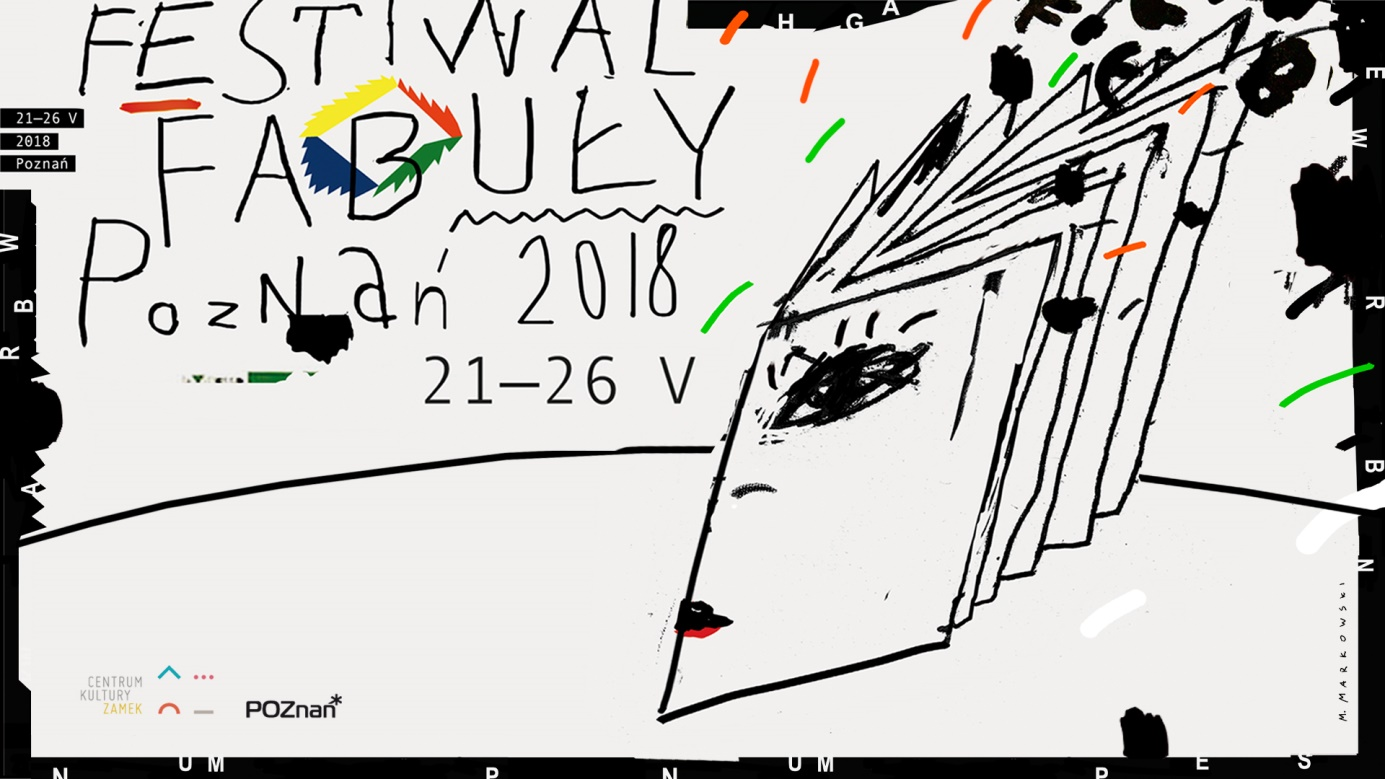 FESTIWAL
FABUŁY
Poznań 2018
21–26 V
21–26 V
2018
Poznań
CENTRUM
KULTURY
ZAMEK
POZnan*
M. MARKOWSKI
H G A
E W R B N
W B R A
N U M P N U M P E S